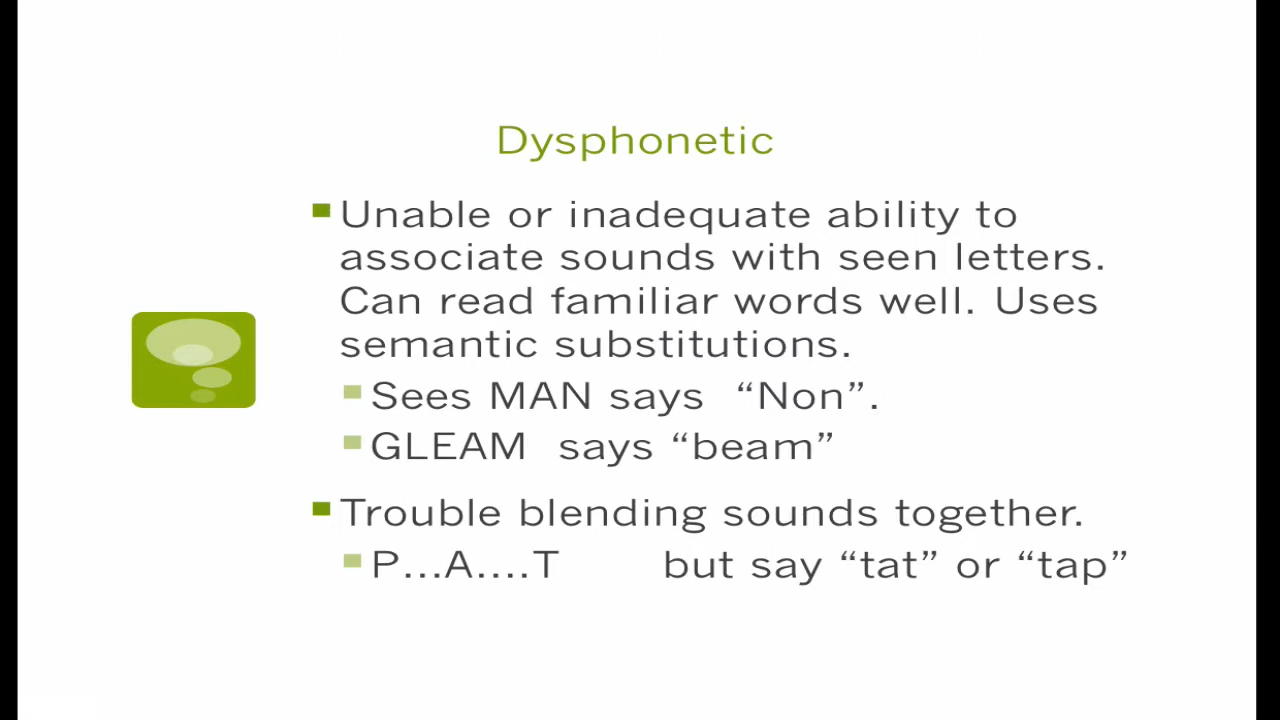 Dysphonetic
Unable or inadequate ability to
associate sounds with seen letters.
Can read familiar words well. Uses
semantic substitutions.
Sees MAN says “Non”.
GLEAM says “beam”
Trouble blending sounds together.
P...A....T but say “tat” or “tap”